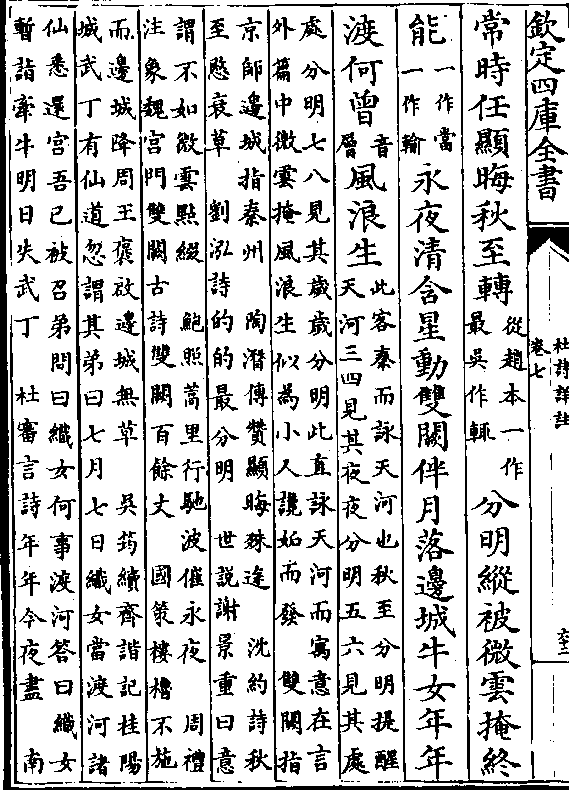 欽定四庫全書
杜詩詳註
卷七
常時任顯晦秋至轉從趙本一作最吳作輒分明縱被微雲掩終
能一作當一作輸永夜清含星動雙闕伴月落邊城牛女年年
渡何曾音層風浪生此客秦而詠天河也秋至分明提醒
天河三四見其夜夜分明五六見其處
處分明七八見其歲歲分明此直詠天河而寓意在言
外篇中微雲掩風浪生似為小人讒妬而發 雙闕指
京師邊城指秦州 陶潛傳贊顯晦殊途 沈約詩秋
至愍衰草 劉泓詩的的最分明 世說謝景重曰意
謂不如微雲點綴 鮑照蒿里行馳波催永夜 周禮
注象魏宮門雙闕古詩雙闕百餘丈 國策樓櫓不施
而邊城降周王褒啟邊城無草 吳筠續齊諧記桂陽
城武丁有仙道忽謂其弟曰七月七日織女當渡河諸
仙悉還宮吾已被召弟問曰織女何事渡河答曰織女
暫詣牽牛明日失武丁 杜審言詩年年今夜盡 南